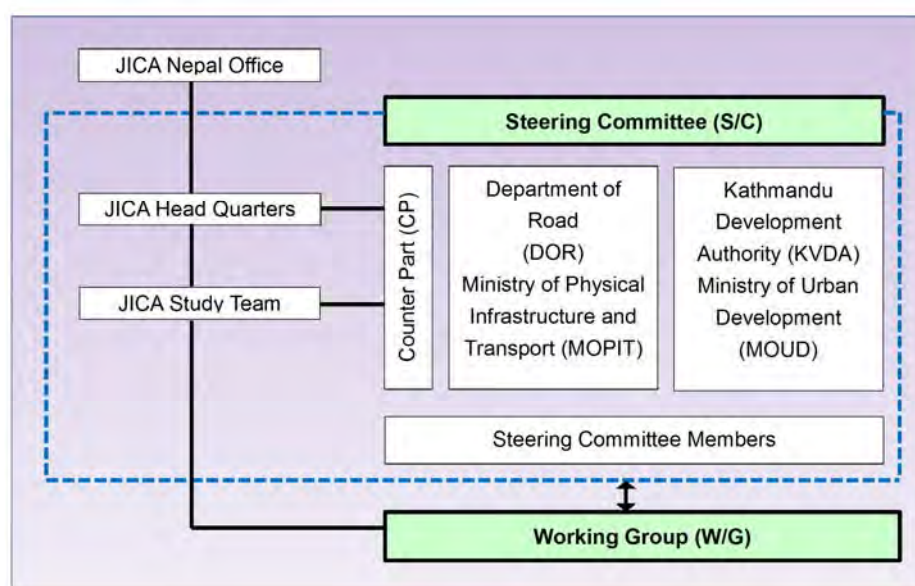 JICA Nepal Office
Steering Committee (S/C)
JICA Head Quarters
JICA Study Team
Counter Part (CP)
Department of
Road
(DOR)
Ministry of Physical
Infrastructure and
Transport (MOPIT)
Kathmandu
Development
Authority (KVDA)
Ministry of Urban
Development
(MOUD)
Steering Committee Members
Working Group (W/G)